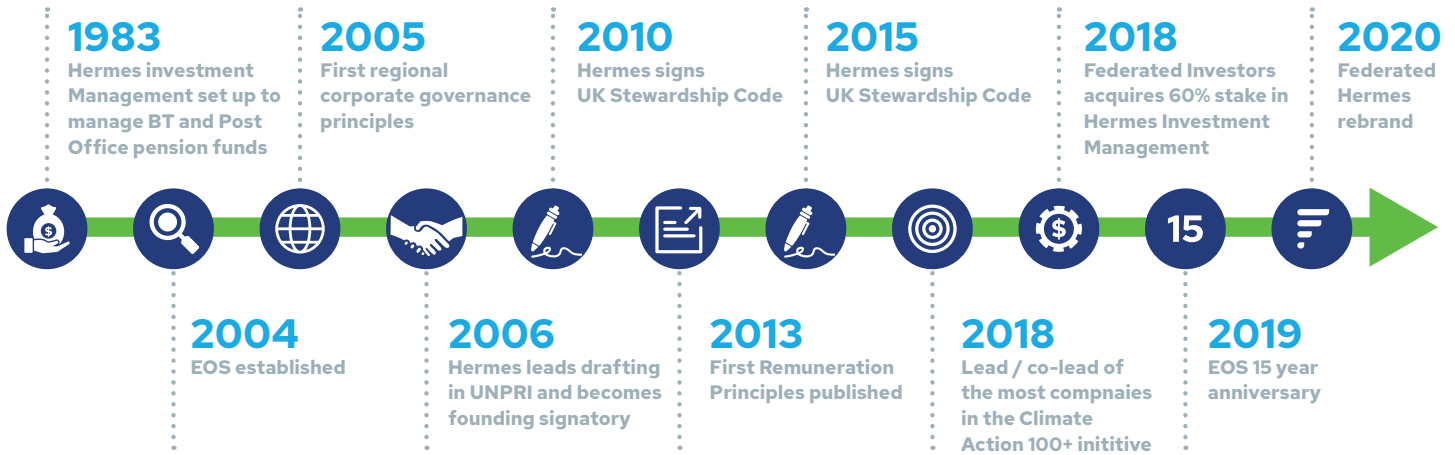 1983
Hermes investment
Management set up to
manage BT and Post
Office pension funds
2004
EOS established
2005
First regional
corporate governance
principles
2006
Hermes leads drafting
in UNPRI and becomes
founding signatory
2010
Hermes signs
UK Stewardship Code
2013
First Remuneration
Principles published
2015
Hermes signs
UK Stewardship Code
2018
Lead / co-lead of
the most compnaies
in the Climate
Action 100+ inititive
2018
Federated Investors
acquires 60% stake in
Hermes Investment
Management
$
$
15
2019
EOS 15 year
anniversary
2020
Federated
Hermes
rebrand